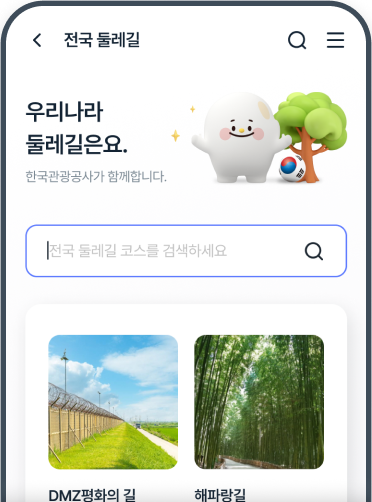 전국 둘레길
우리나라
둘레길은요.
한국관광공사가 함께합니다.
전국 둘레길 코스를 검색하세요
DMZ평화의 길
해파랑길